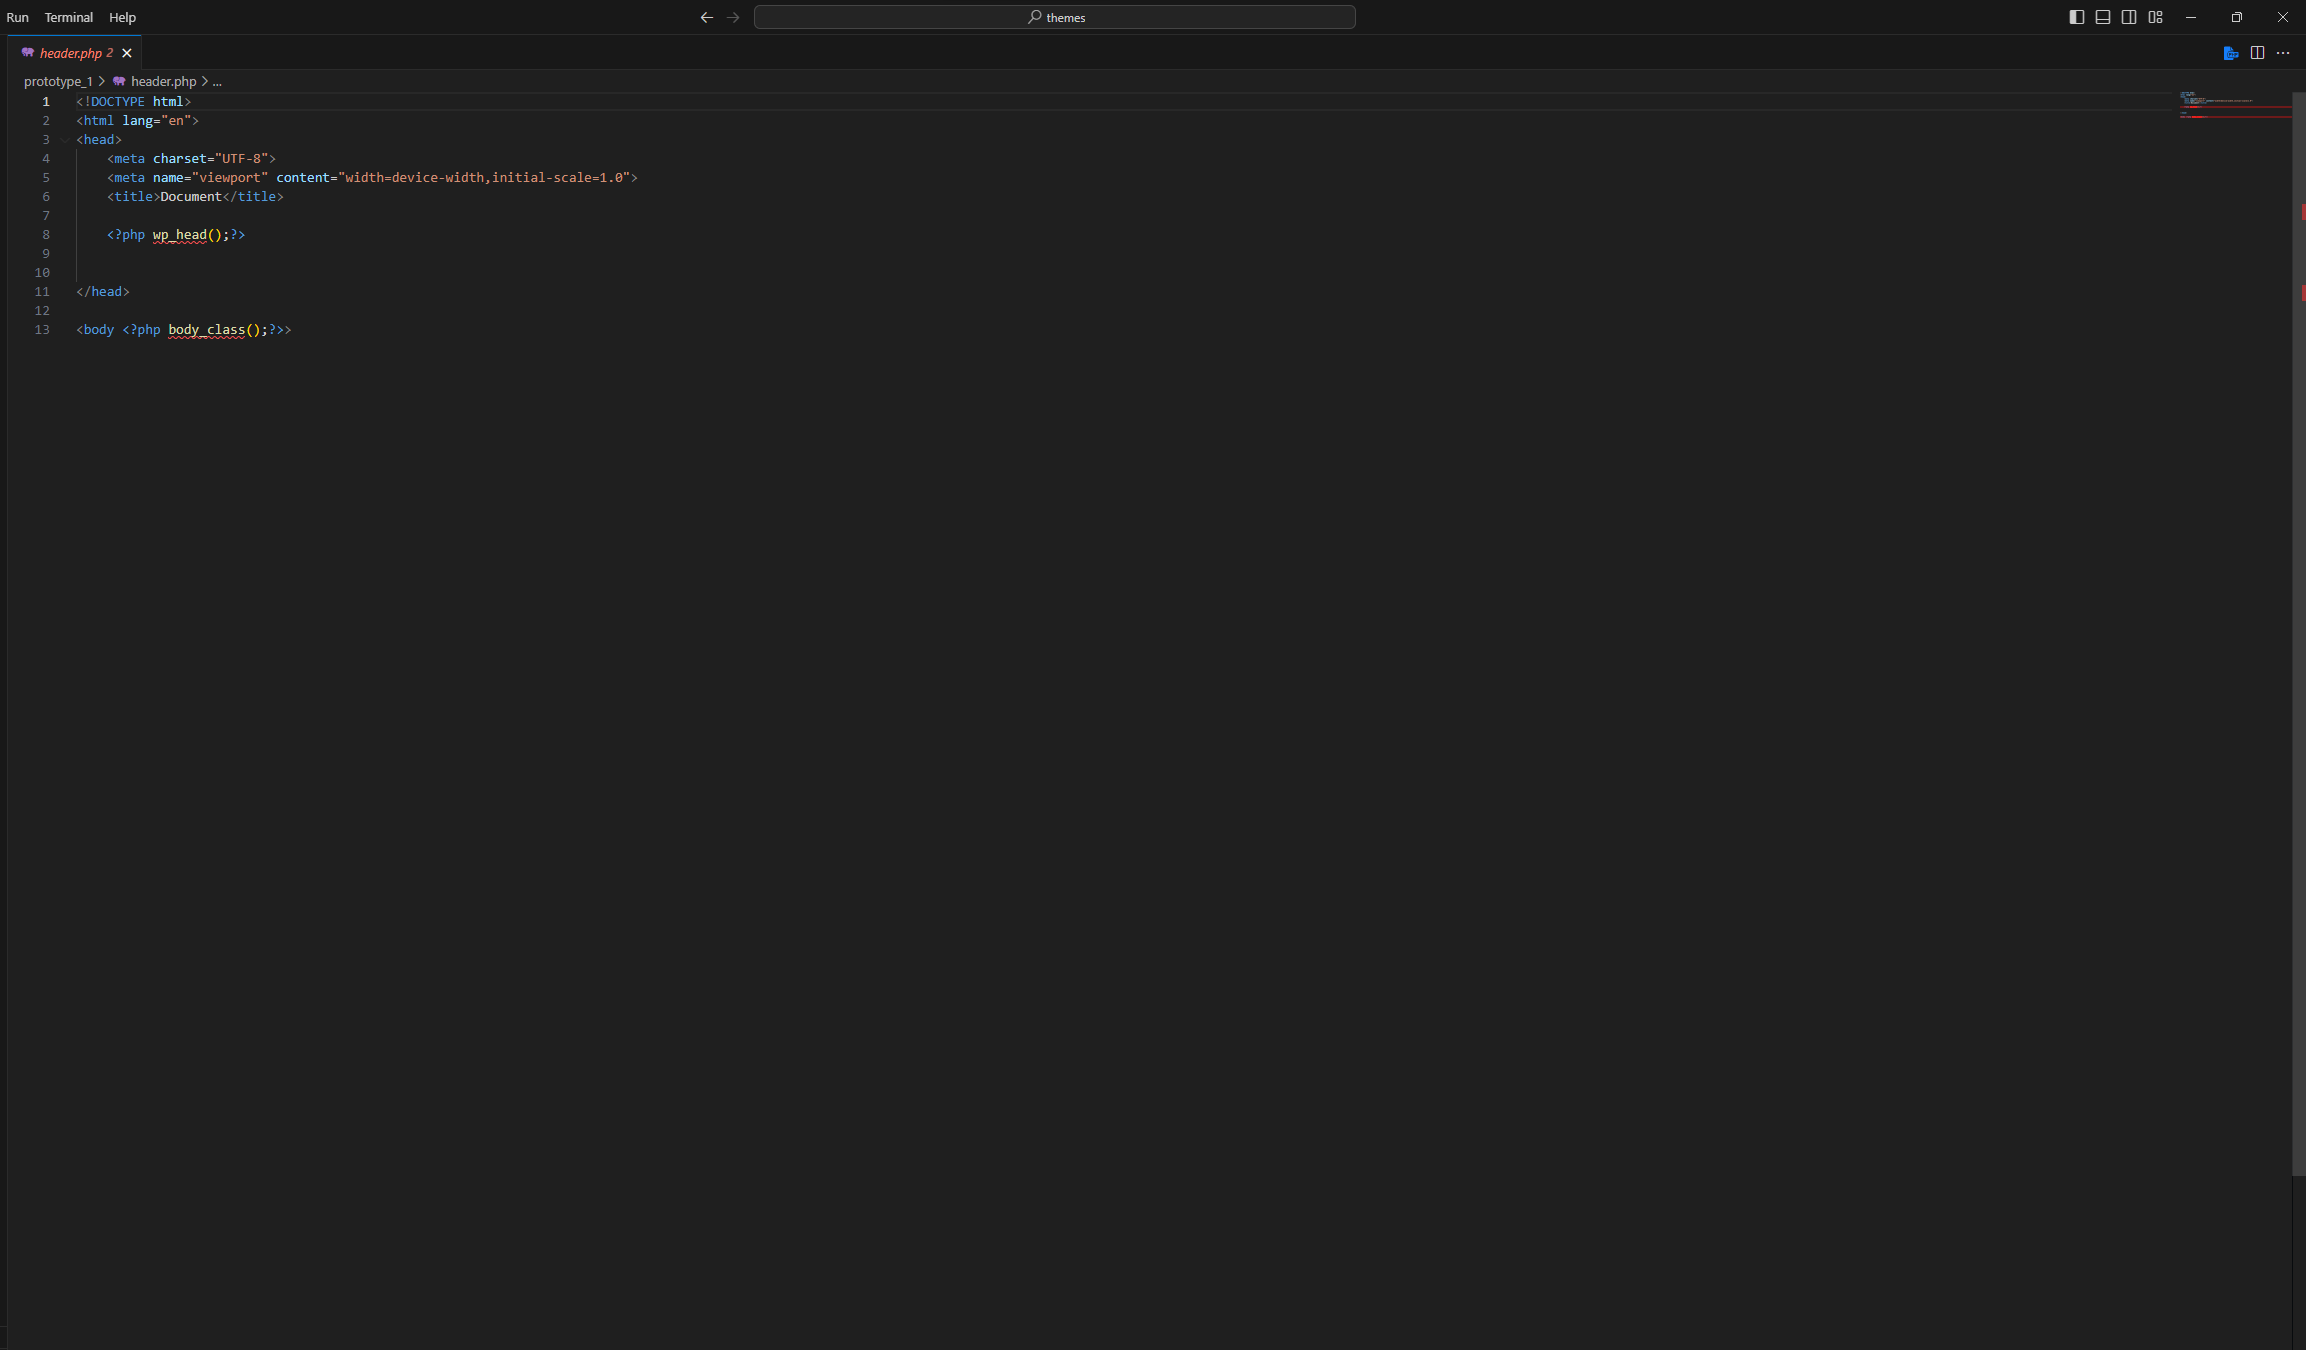 Run Terminal Help themes
header.php 2
prototype_1 > header.php > ...
1 <!DOCTYPE html>
2 <html lang="en">
3 <head>
4 <meta charset="UTF-8">
5 <meta name="viewport" content="width=device-width,initial-scale=1.0">
6 <title>Document</title>
7
8 <?php wp_head();?>
9
10
11 </head>
12
13 <body <?php body_class();?>>